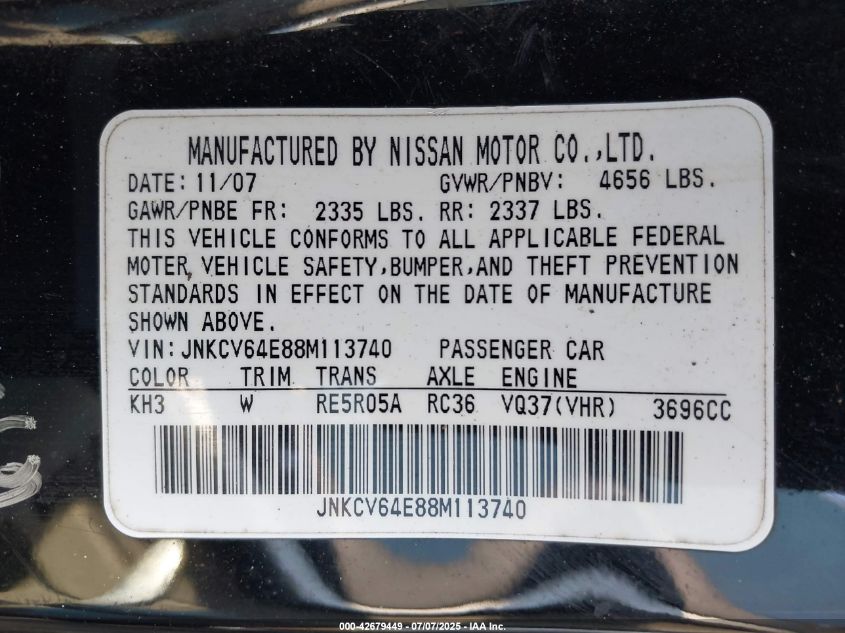 MANUFACTURED BY NISSAN MOTOR CO.,LTD.
DATE: 11/07 GVWR/PNBV: 4656 LBS.
GAWR/PNBE FR: 2335 LBS. RR: 2337 LBS.
THIS VEHICLE CONFORMS TO ALL APPLICABLE FEDERAL
MOTER VEHICLE SAFETY,BUMPER,AND THEFT PREVENTION
STANDARDS IN EFFECT ON THE DATE OF MANUFACTURE
SHOWN ABOVE.
VIN:JNKCV64E88M113740 PASSENGER CAR
COLOR TRIM TRANS AXLE ENGINE
KH3 W RE5R05A RC36 VQ37(VHR) 3696CC
JNKCV64E88M113740
000-42679449 - 07/07/2025 - IAA Inc.